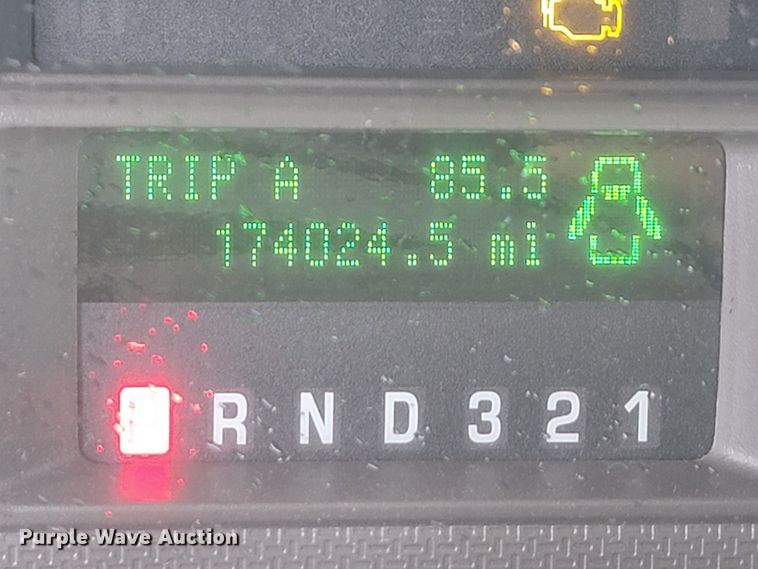 TRIP A 85.5
174024.5 mi
R N D 3 2 1
Purple Wave Auction